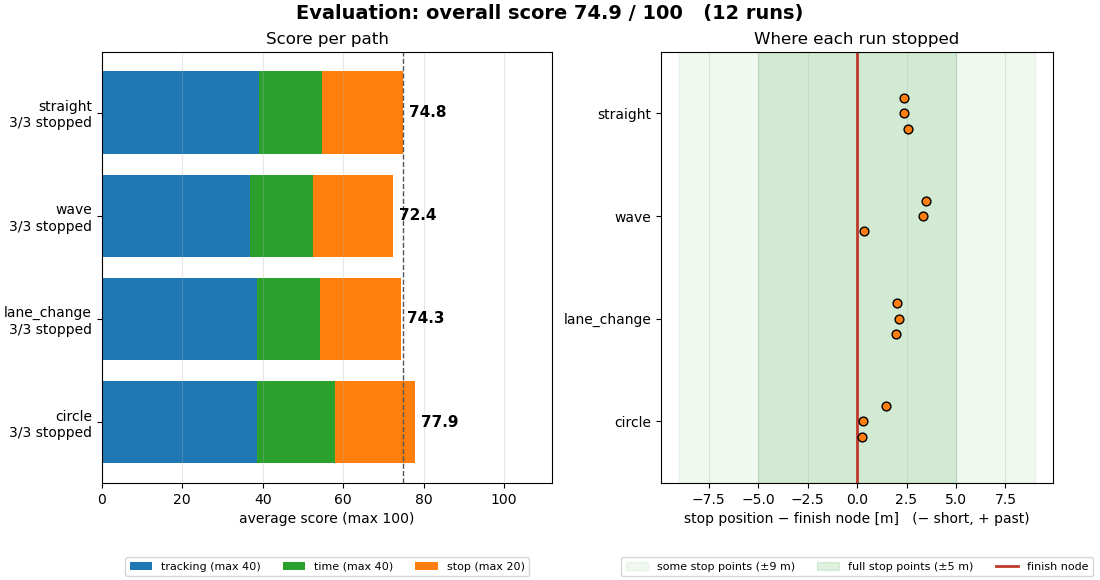 Evaluation: overall score 74.9 / 100   (12 runs)
Score per path
straight
3/3 stopped
74.8
wave
3/3 stopped
72.4
lane_change
3/3 stopped
74.3
circle
3/3 stopped
77.9
0 20 40 60 80 100
average score (max 100)
tracking (max 40) time (max 40) stop (max 20)
Where each run stopped
straight
wave
lane_change
circle
−7.5 −5.0 −2.5 0.0 2.5 5.0 7.5
stop position − finish node [m]   (− short, + past)
some stop points (±9 m) full stop points (±5 m) finish node